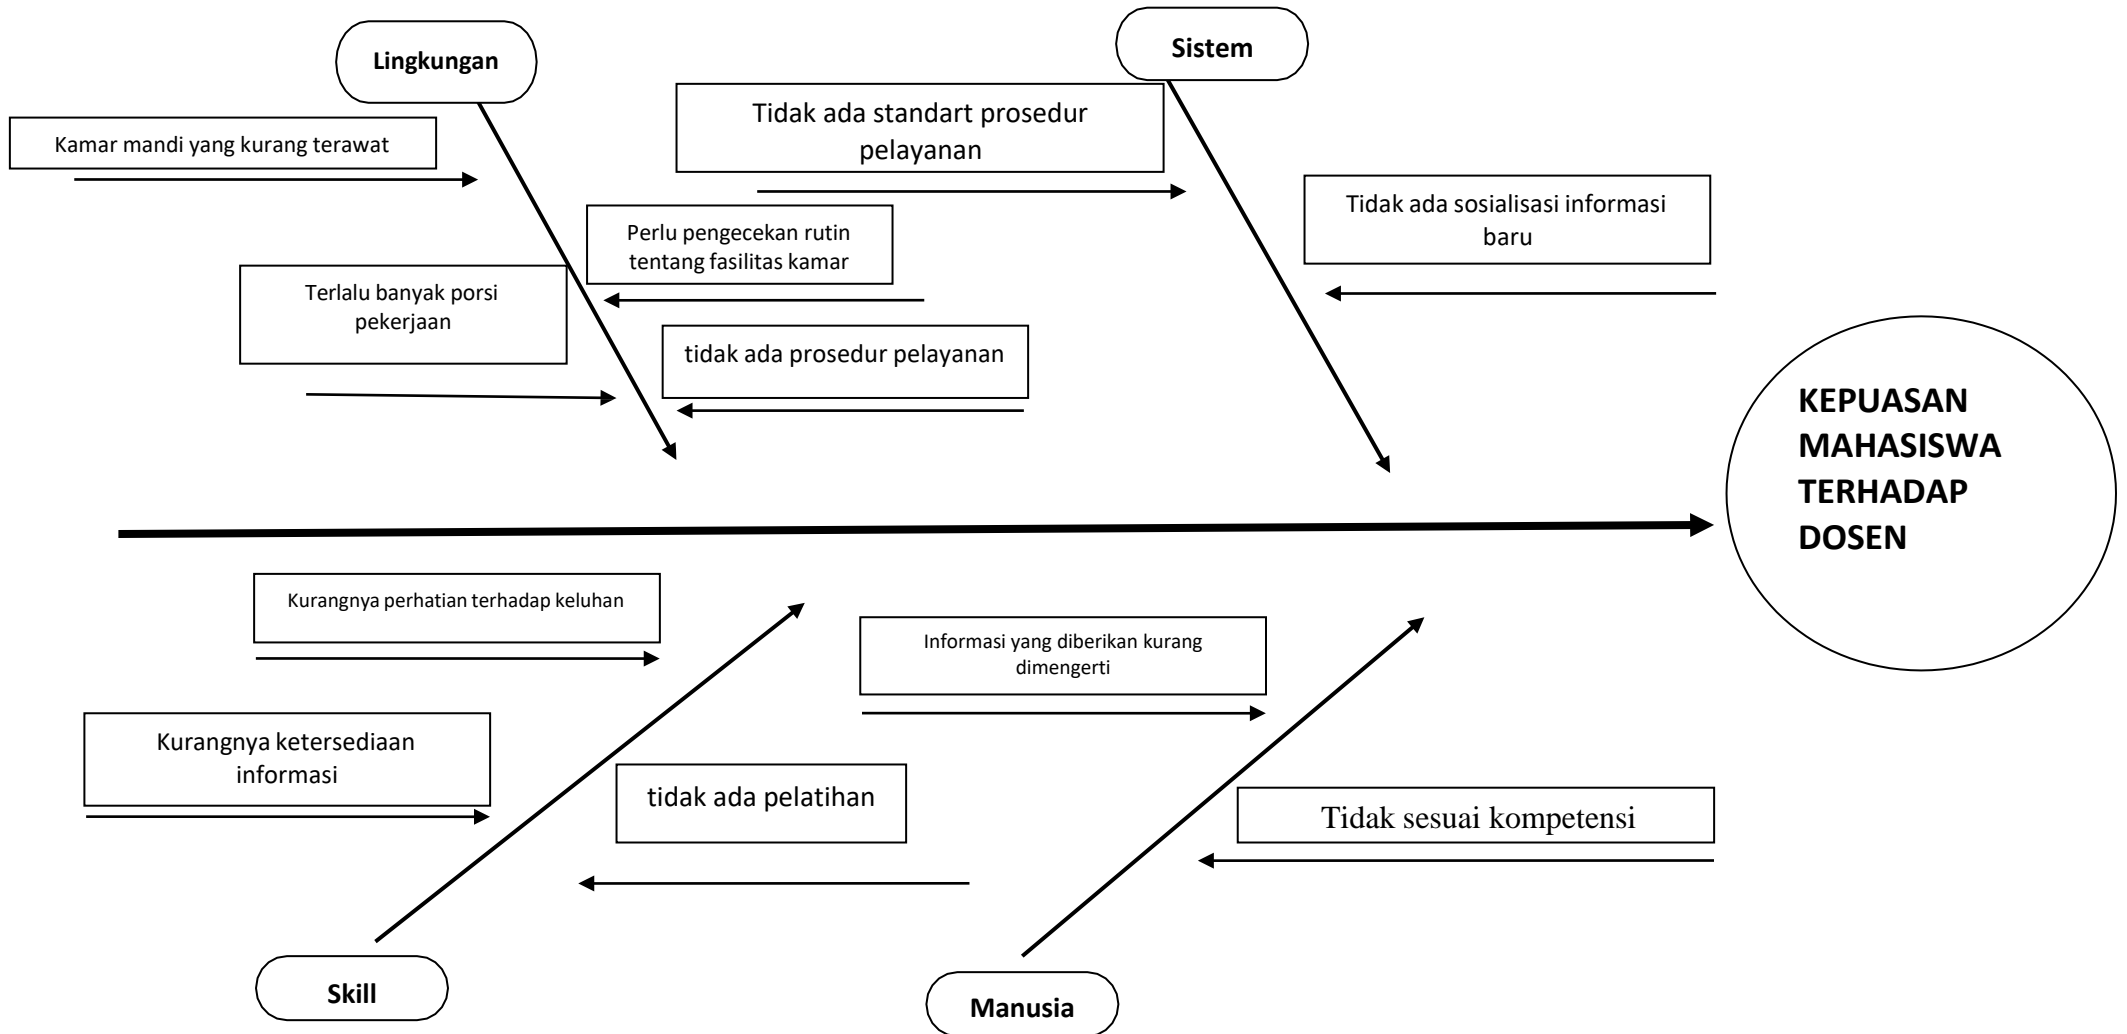 Lingkungan
Sistem
Kamar mandi yang kurang terawat
Tidak ada standart prosedur
pelayanan
Tidak ada sosialisasi informasi
baru
Perlu pengecekan rutin
tentang fasilitas kamar
Terlalu banyak porsi
pekerjaan
tidak ada prosedur pelayanan
KEPUASAN
MAHASISWA
TERHADAP
DOSEN
Kurangnya perhatian terhadap keluhan
Informasi yang diberikan kurang
dimengerti
Kurangnya ketersediaan
informasi
tidak ada pelatihan
Tidak sesuai kompetensi
Skill
Manusia